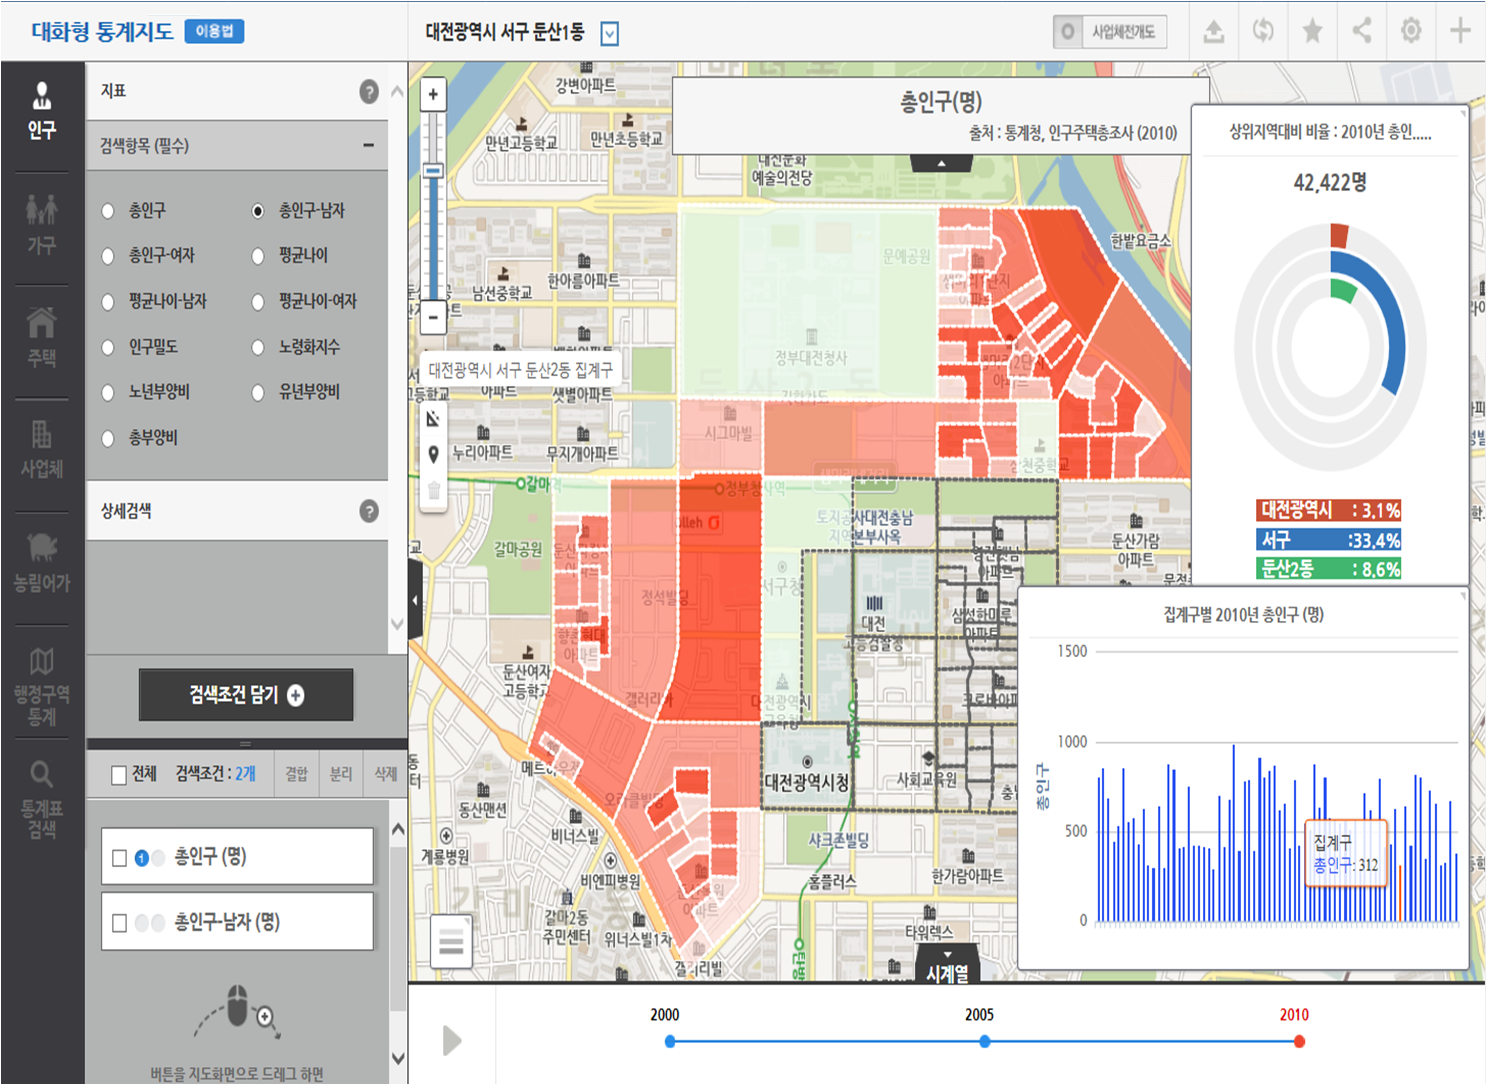 대화형 통계지도 이용법
대전광역시 서구 둔산1동
사업체전개도
인구
가구
주택
사업체
농림어가
행정구역
통계
통계표
검색
지표 ?
검색항목 (필수)
총인구 총인구-남자
총인구-여자 평균나이
평균나이-남자 평균나이-여자
인구밀도 노령화지수
노년부양비 유년부양비
총부양비
상세검색 ?
검색조건 담기
전체 검색조건 : 2개 결합 분리 삭제
1 총인구 (명)
총인구-남자 (명)
버튼을 지도화면으로 드래그 하면
총인구(명)
출처 : 통계청, 인구주택총조사 (2010)
강변아파트
만년고등학교
만년초등학교
대전문화
예술의전당
한밭요금소
문예공원
남선중학교
한아름아파트
정부대전청사
대전광역시 서구 둔산2동 집계구
샛별아파트
누리아파트
무지개아파트
시그마빌
삼천중학교
갈마역
정부청사역
갈마공원
olleh
토지공사대전충남
지역본부사옥
둔산가람
아파트
정석빌딩
서구청
대전
고등검찰청
삼성한마루
아파트
크로바아파
둔산여자
고등학교
갤러리아
대전광역시청
사회교육원
동산맨션
비너스빌
오라클빌딩
계룡병원
비엔피병원
샤크존빌딩
홈플러스
한가람아파트
갈마2동
주민센터
위너스빌1차
타워렉스
갤러리빌
시계열
상위지역대비 비율 : 2010년 총인.....
42,422명
대전광역시 : 3.1%
서구 :33.4%
둔산2동 : 8.6%
집계구별 2010년 총인구 (명)
1500
1000
500
0
총인구
집계구
총인구: 312
2000 2005 2010